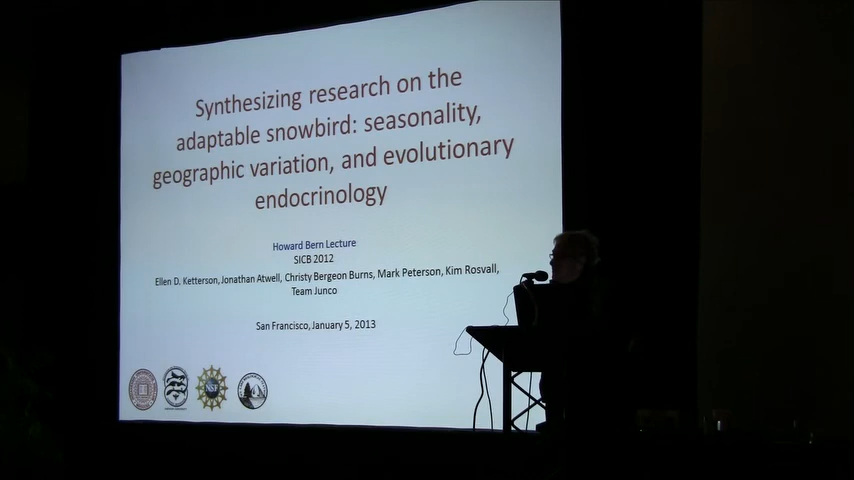 Synthesizing research on the
adaptable snowbird: seasonality,
geographic variation, and evolutionary
endocrinology
Howard Bern Lecture
SICB 2012
Ellen D. Ketterson, Jonathan Atwell, Christy Bergeon Burns, Mark Peterson, Kim Rosvall,
Team Junco
San Francisco, January 5, 2013
NSF